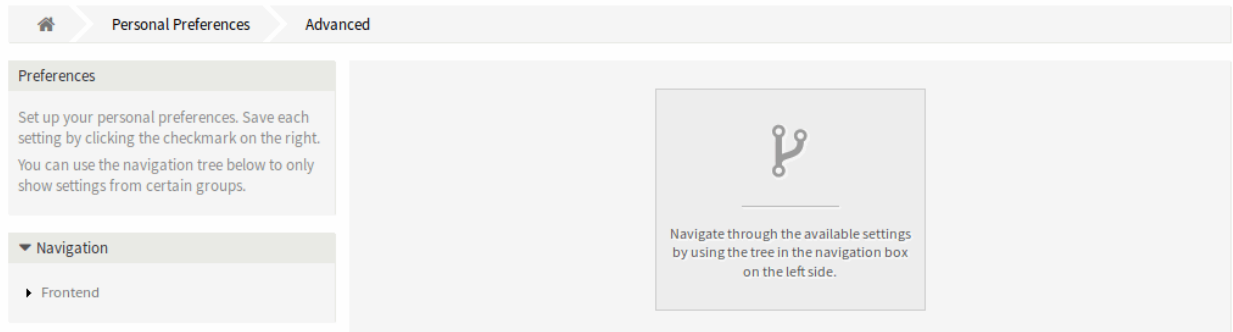 Personal Preferences Advanced
Preferences
Set up your personal preferences. Save each
setting by clicking the checkmark on the right.
You can use the navigation tree below to only
show settings from certain groups.
Navigation
Frontend
Navigate through the available settings
by using the tree in the navigation box
on the left side.